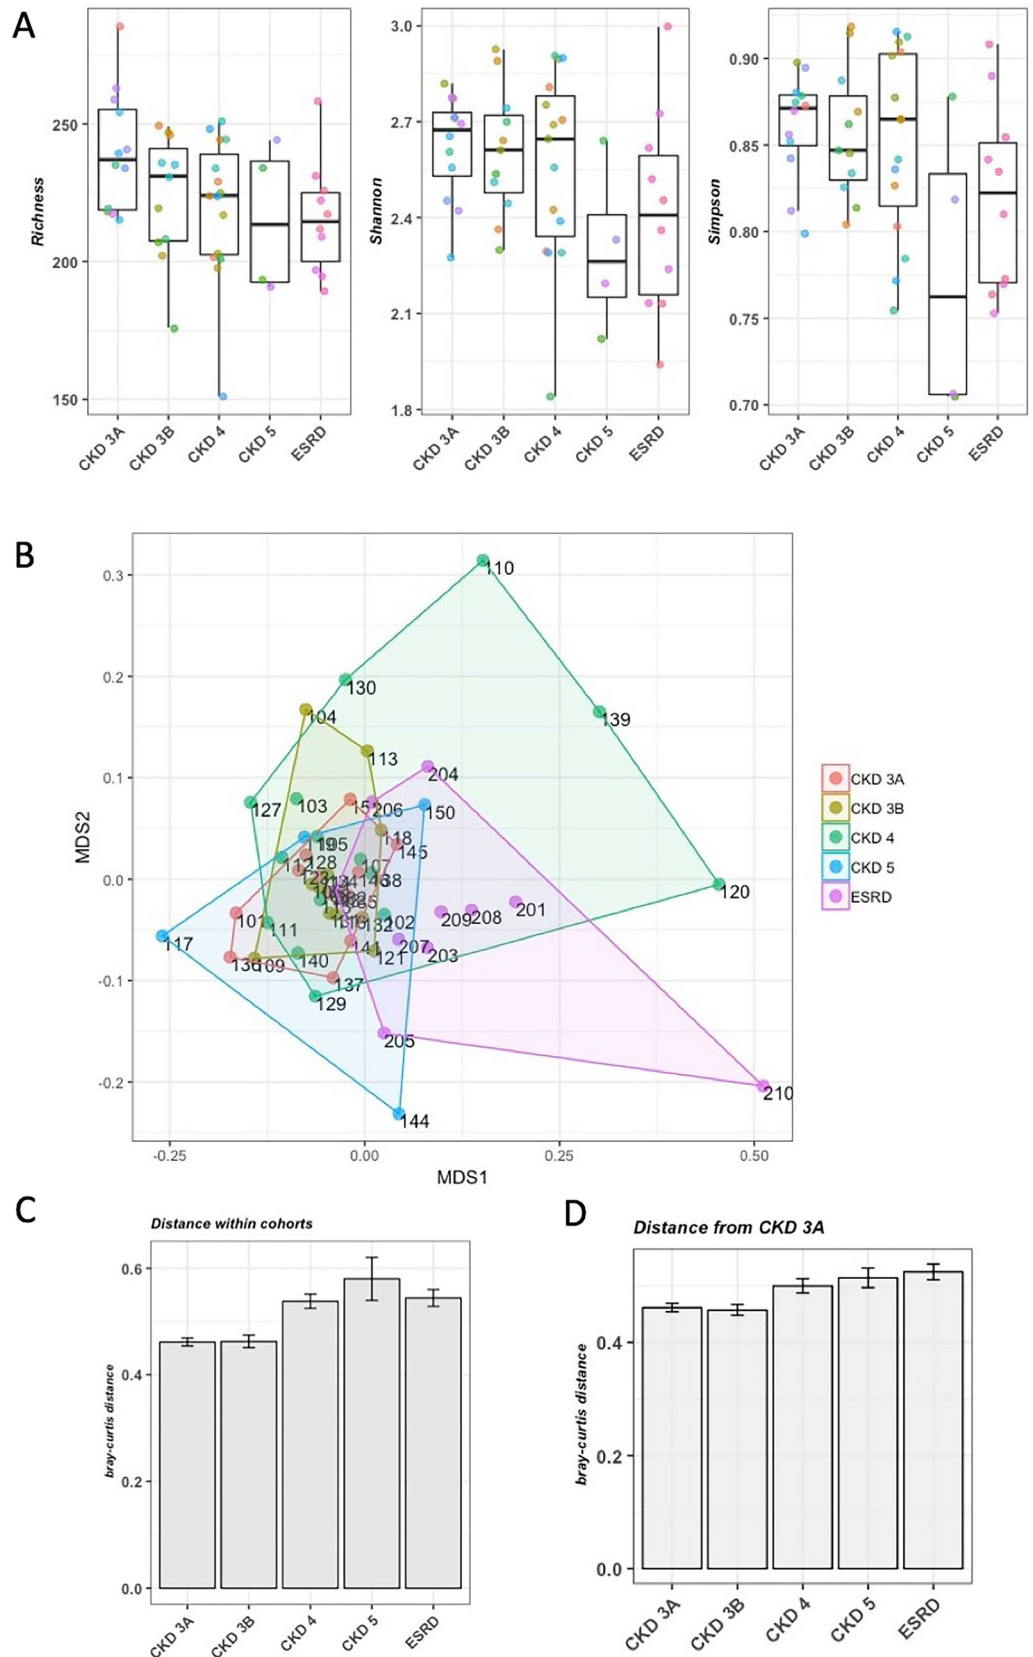 A
Richness
250
200
150
CKD 3A
CKD 3B
CKD 4
CKD 5
ESRD
Shannon
3.0
2.7
2.4
2.1
1.8
CKD 3A
CKD 3B
CKD 4
CKD 5
ESRD
Simpson
0.90
0.85
0.80
0.75
0.70
CKD 3A
CKD 3B
CKD 4
CKD 5
ESRD
B
MDS2
0.3
0.2
0.1
0.0
-0.1
-0.2
110
130
139
104
113
204
127
103
206
150
118
145
107
128
120
101
111
102
209
208
201
117
207
203
109
140
121
137
129
205
210
144
-0.25
0.00
0.25
0.50
MDS1
CKD 3A
CKD 3B
CKD 4
CKD 5
ESRD
C
Distance within cohorts
bray-curtis distance
0.6
0.4
0.2
0.0
CKD 3A
CKD 3B
CKD 4
CKD 5
ESRD
D
Distance from CKD 3A
bray-curtis distance
0.4
0.2
0.0
CKD 3A
CKD 3B
CKD 4
CKD 5
ESRD